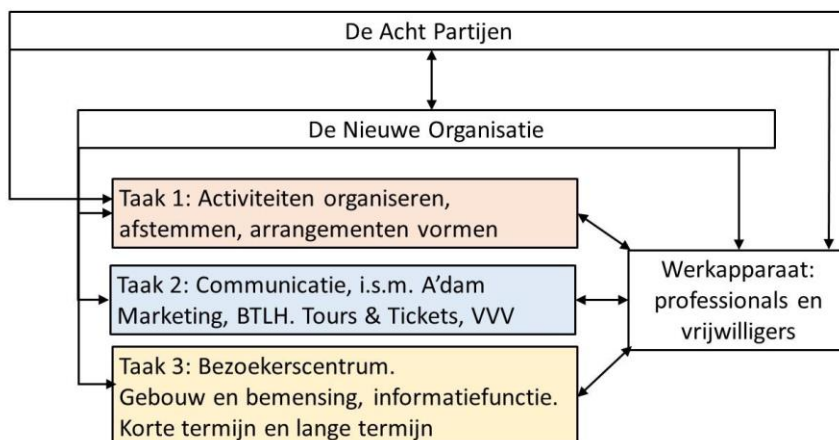 De Acht Partijen
De Nieuwe Organisatie
Taak 1: Activiteiten organiseren,
afstemmen, arrangementen vormen
Taak 2: Communicatie, i.s.m. A’dam
Marketing, BTLH. Tours & Tickets, VVV
Taak 3: Bezoekerscentrum.
Gebouw en bemensing, informatiefunctie.
Korte termijn en lange termijn
Werkapparaat:
professionals en
vrijwilligers